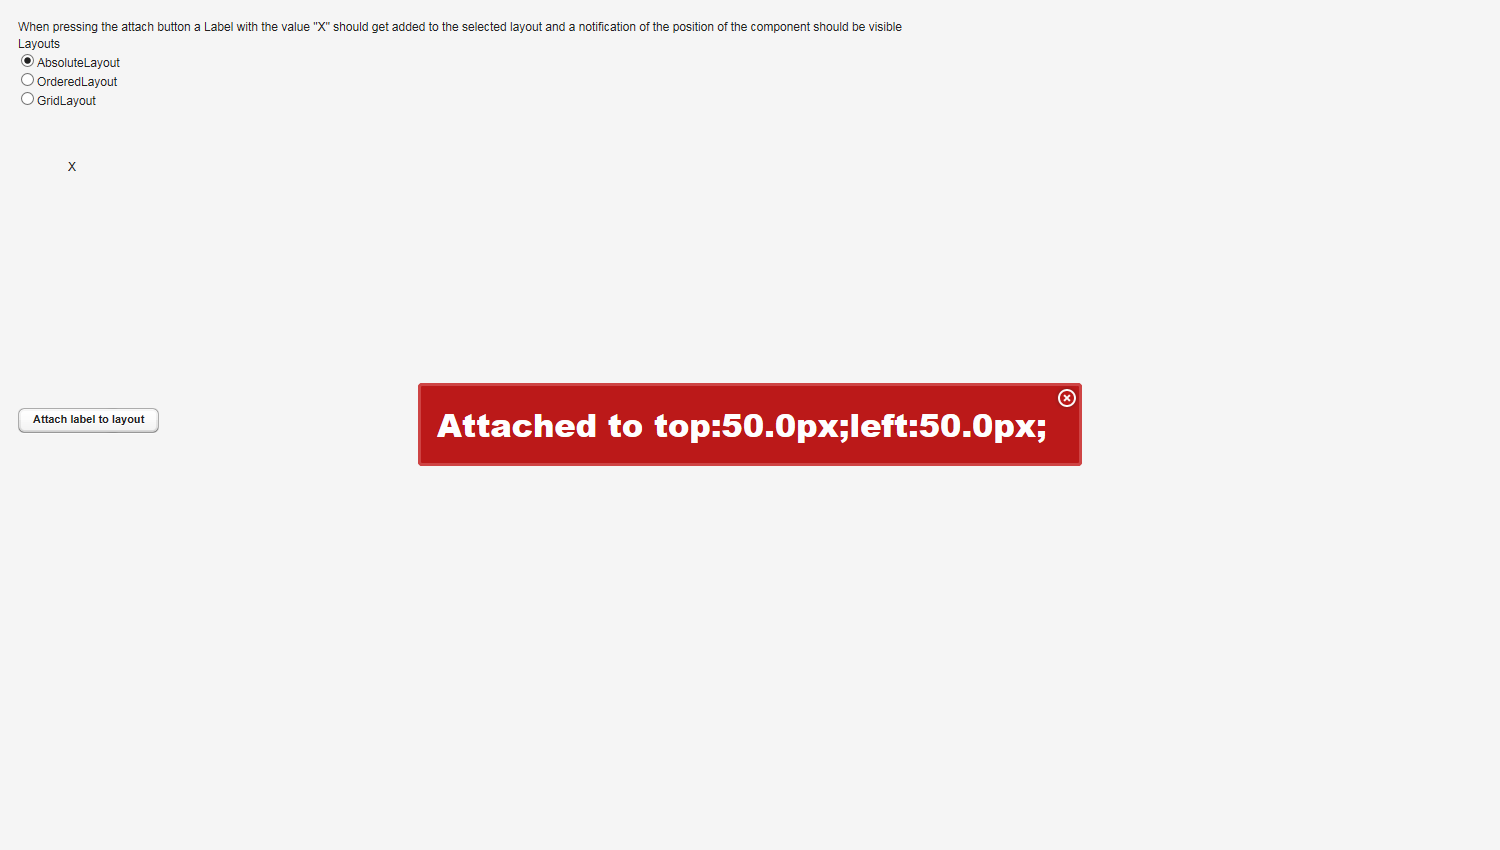 When pressing the attach button a Label with the value "X" should get added to the selected layout and a notification of the position of the component should be visible
Layouts
AbsoluteLayout
OrderedLayout
GridLayout
X
Attach label to layout
Attached to top:50.0px;left:50.0px;